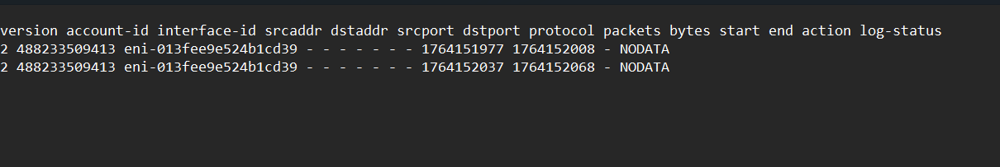 version account-id interface-id srcaddr dstaddr srcport dstport protocol packets bytes start end action log-status
2 488233509413 eni-013fee9e524b1cd39 - - - - - - - 1764151977 1764152008 - NODATA
2 488233509413 eni-013fee9e524b1cd39 - - - - - - - 1764152037 1764152068 - NODATA